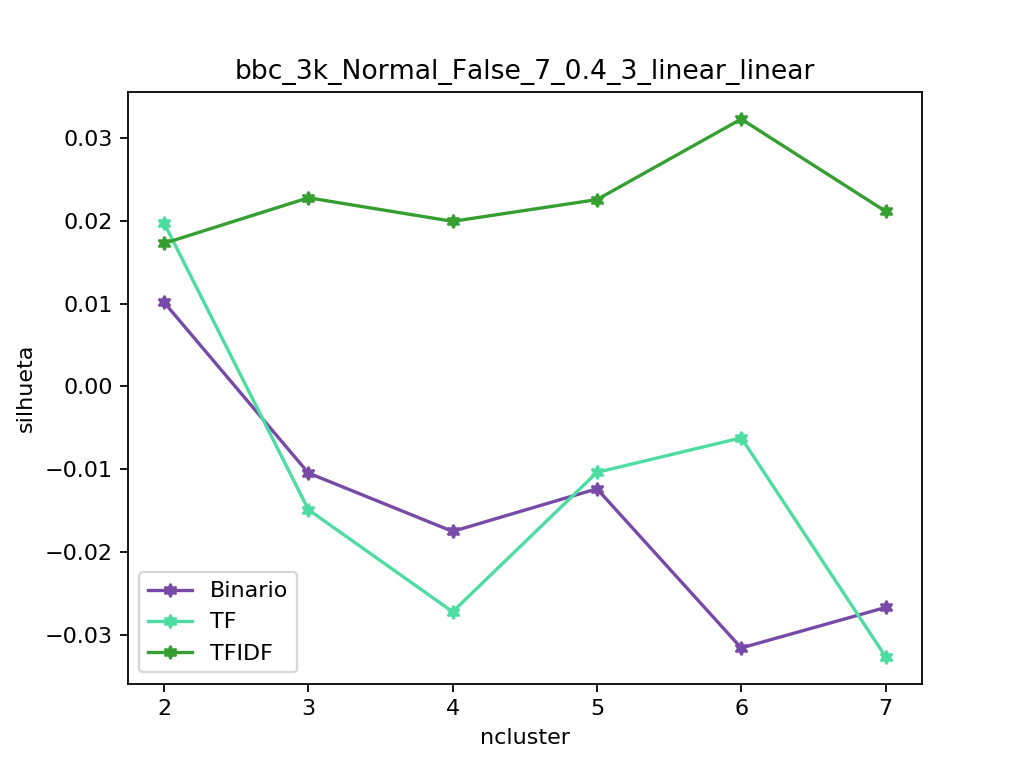 bbc_3k_Normal_False_7_0.4_3_linear_linear
0.03
0.02
0.01
0.00
−0.01
−0.02
−0.03
silhueta
Binario
TF
TFIDF
2 3 4 5 6 7
ncluster